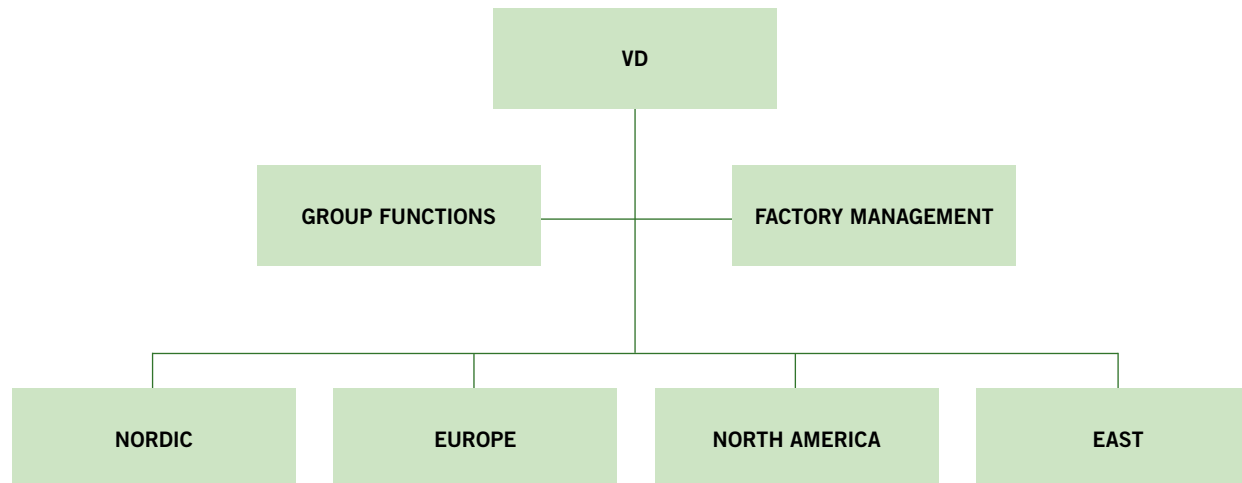 VD
GROUP FUNCTIONS
FACTORY MANAGEMENT
NORDIC
EUROPE
NORTH AMERICA
EAST